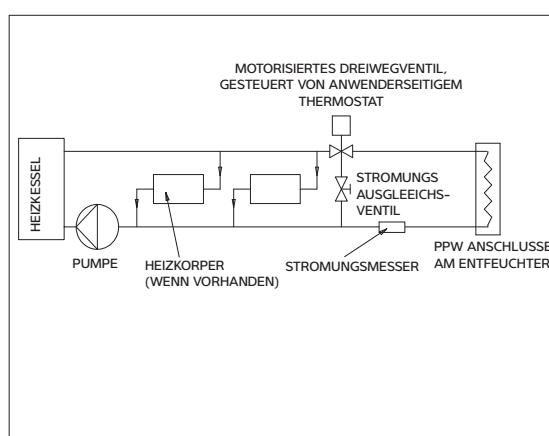 MOTORISIERTES DREIWEGVENTIL,
GESTEUERT VON ANWENDERSEITIGEM
THERMOSTAT
HEIZKESSEL
STROMUNGS
AUSGLEEICHS-
VENTIL
PUMPE
HEIZKORPER
(WENN VORHANDEN)
STROMUNGSMESSER
PPW ANSCHLUSSE
AM ENTFEUCHTER